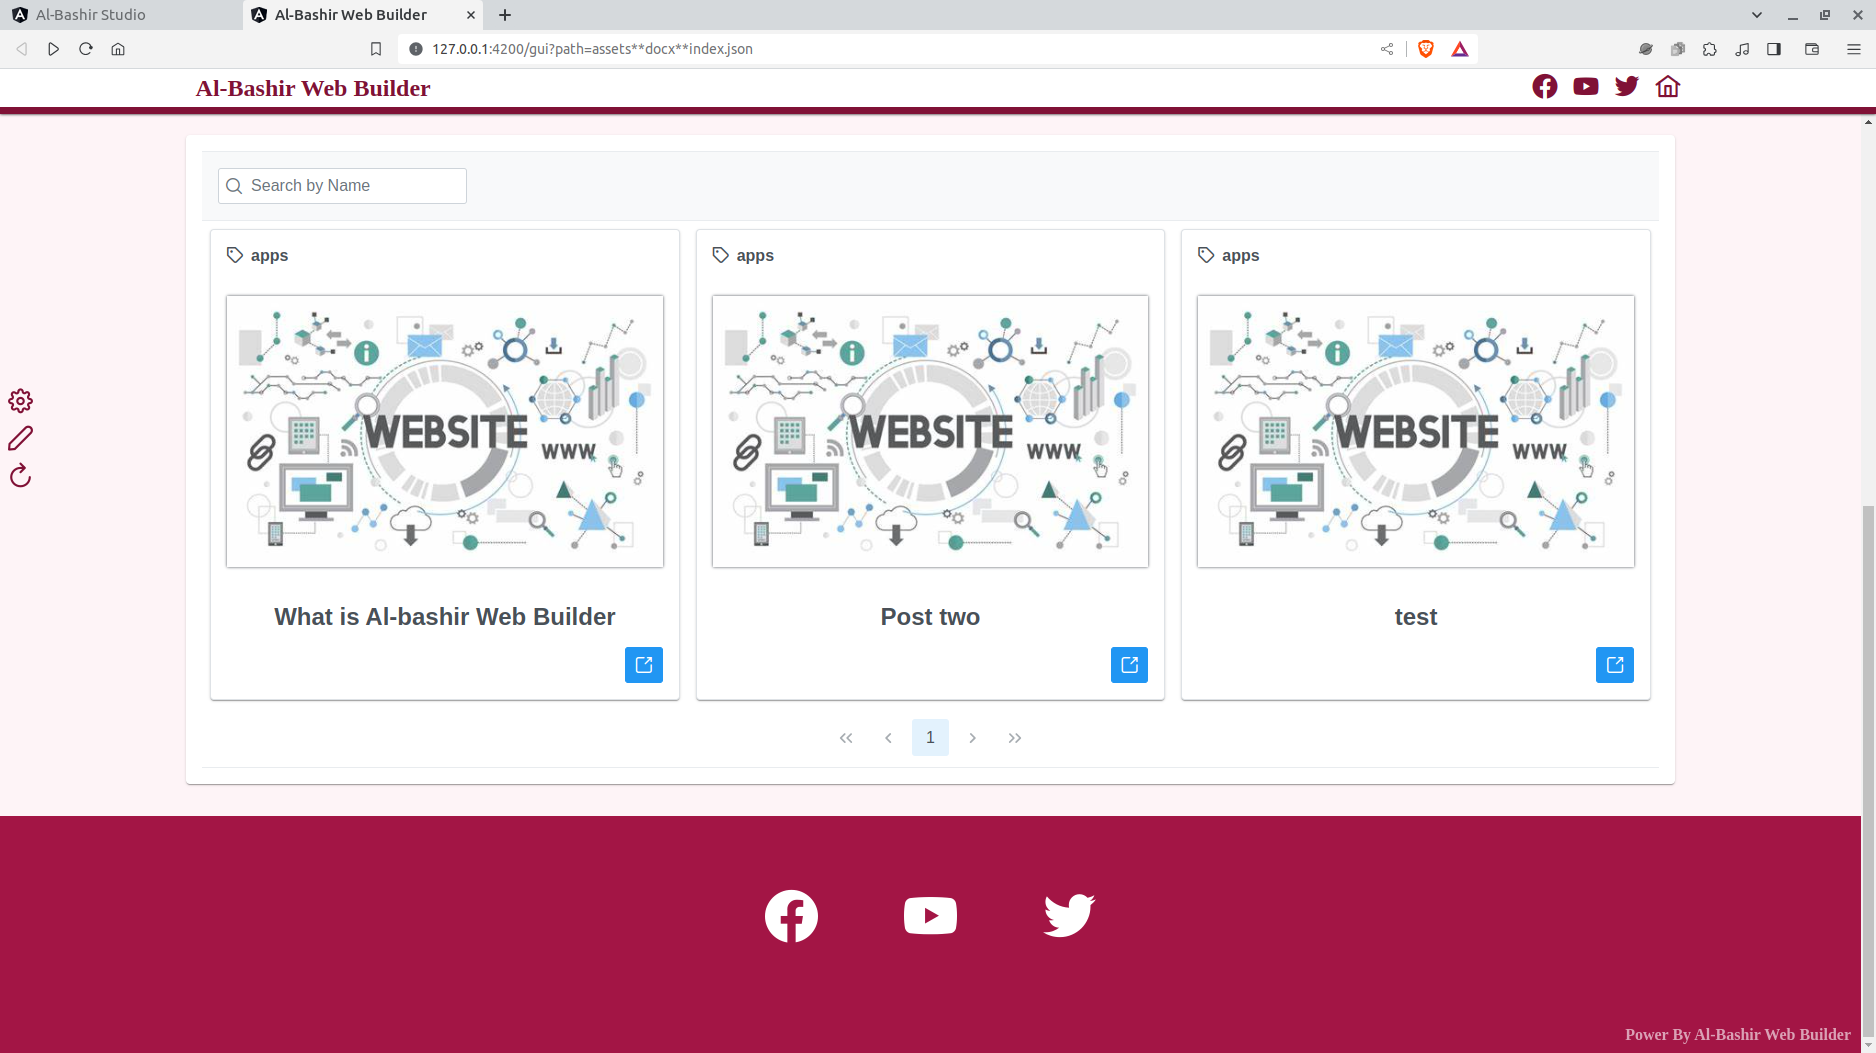 Al-Bashir Studio
Al-Bashir Web Builder
127.0.0.1:4200/gui?path=assets**docx**index.json
Al-Bashir Web Builder
Search by Name
apps
apps
apps
WEBSITE
WWW
WEBSITE
WWW
WEBSITE
WWW
What is Al-bashir Web Builder
Post two
test
1
Power By Al-Bashir Web Builder